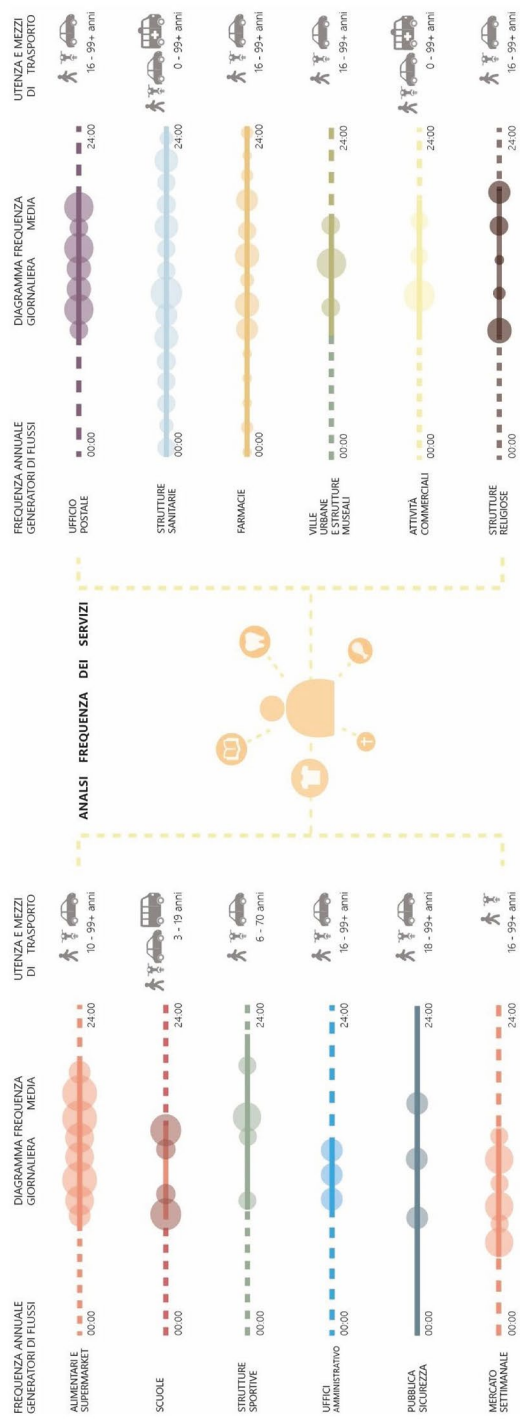 FREQUENZA ANNUALE
GENERATORI DI FLUSSI
DIAGRAMMA FREQUENZA
GIORNALIERA MEDIA
UTENZA E MEZZI
DI TRASPORTO
ALIMENTARI E
SUPERMARKET
00:00
24:00
10 - 99+ anni
SCUOLE
00:00
24:00
3 - 19 anni
STRUTTURE
SPORTIVE
00:00
24:00
6 - 70 anni
UFFICI
AMMINISTRATIVO
00:00
24:00
16 - 99+ anni
PUBBLICA
SICUREZZA
00:00
24:00
18 - 99+ anni
MERCATO
SETTIMANALE
00:00
24:00
16 - 99+ anni
ANALSI FREQUENZA DEI SERVIZI
FREQUENZA ANNUALE
GENERATORI DI FLUSSI
DIAGRAMMA FREQUENZA
GIORNALIERA MEDIA
UTENZA E MEZZI
DI TRASPORTO
UFFICIO
POSTALE
00:00
24:00
16 - 99+ anni
STRUTTURE
SANITARIE
00:00
24:00
0 - 99+ anni
FARMACIE
00:00
24:00
16 - 99+ anni
VILLE
URBANE
E STRUTTURE
MUSEALI
00:00
24:00
16 - 99+ anni
ATTIVITÀ
COMMERCIALI
00:00
24:00
0 - 99+ anni
STRUTTURE
RELIGIOSE
00:00
24:00
16 - 99+ anni